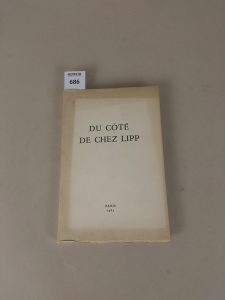 686
DU CÔTÉ
DE CHEZ LIPP
PARIS